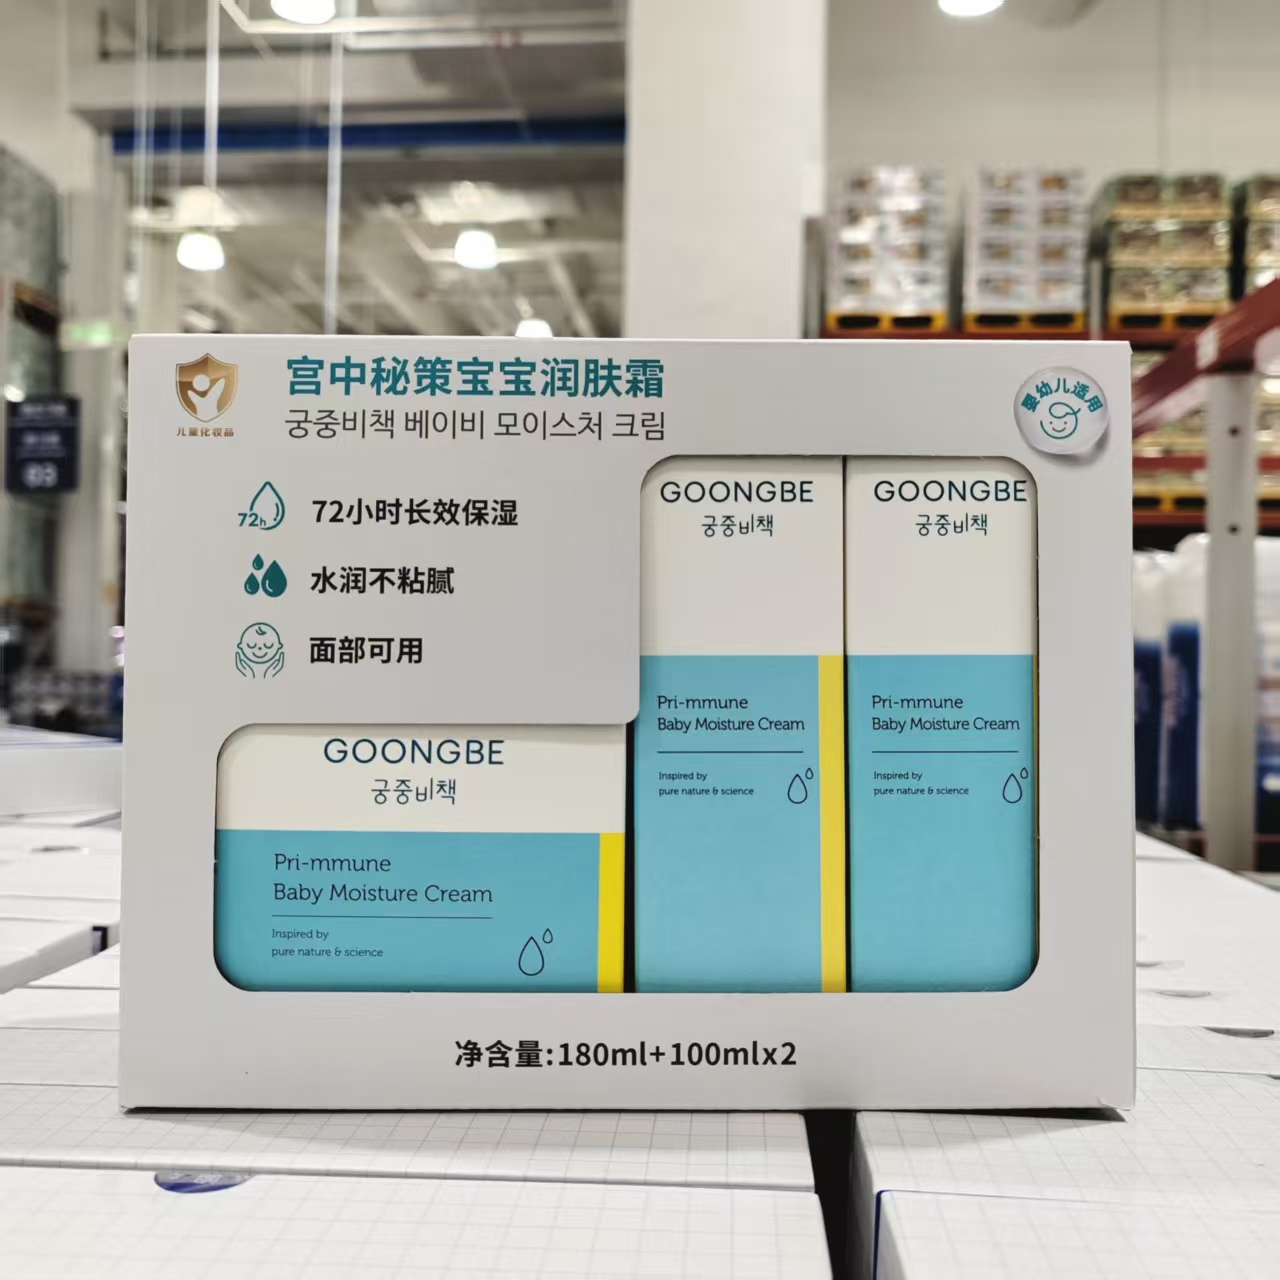 宫中秘策宝宝润肤霜
궁중비책 베이비 모이스처 크림
儿童化妆品
婴幼儿适用
72h
72小时长效保湿
水润不粘腻
面部可用
GOONGBE
궁중비책
Pri-mmune
Baby Moisture Cream
Inspired by
pure nature & science
GOONGBE
궁중비책
Pri-mmune
Baby Moisture Cream
Inspired by
pure nature & science
GOONGBE
궁중비책
Pri-mmune
Baby Moisture Cream
Inspired by
pure nature & science
净含量:180ml+100mlx2